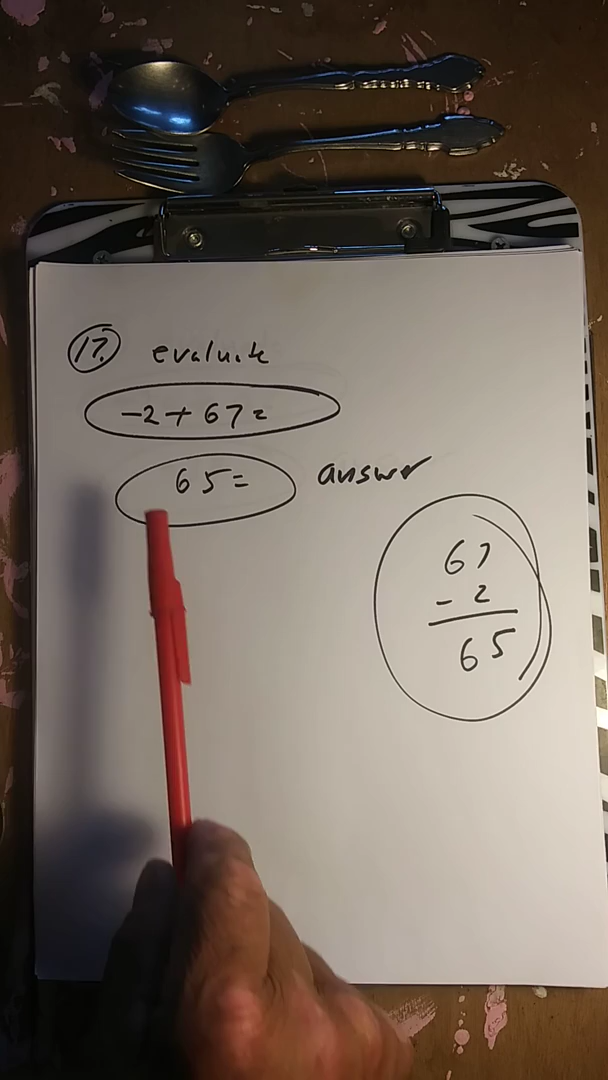 17. evaluate
-2+67=
65= answer
67
- 2
65